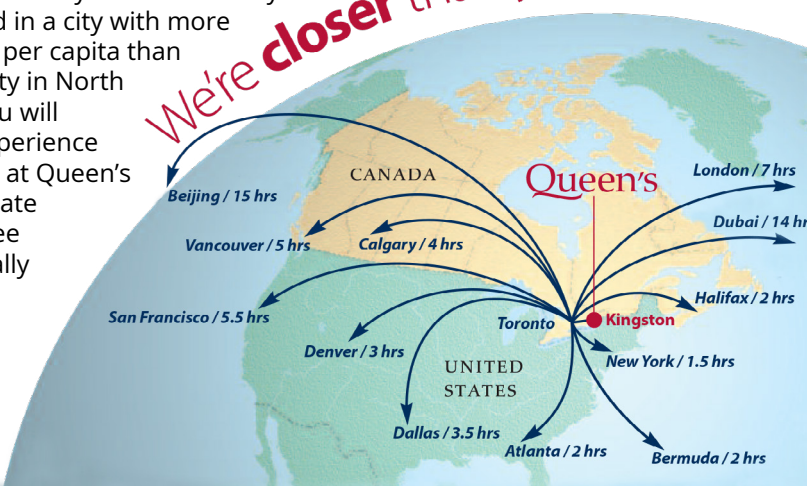 d in a city with more
per capita than
ty in North
u will
perience
at Queen's
ate
ee
ally
We're closer
CANADA
Queen's
London / 7 hrs
Beijing / 15 hrs
Dubai / 14 hr
Vancouver / 5 hrs
Calgary / 4 hrs
Halifax / 2 hrs
San Francisco / 5.5 hrs
Toronto
Kingston
Denver / 3 hrs
New York / 1.5 hrs
UNITED
STATES
Dallas / 3.5 hrs
Atlanta / 2 hrs
Bermuda / 2 hrs